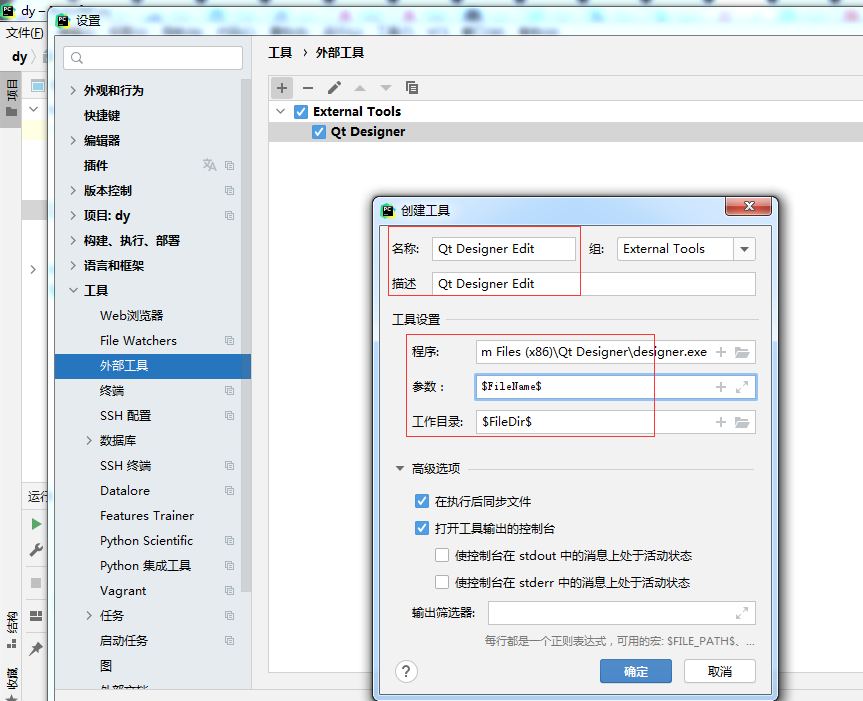 dy
设置
文件(F)
dy
项目
工具 › 外部工具
外观和行为
快捷键
编辑器
插件
版本控制
项目: dy
构建、执行、部署
语言和框架
工具
Web浏览器
File Watchers
外部工具
终端
SSH 配置
数据库
SSH 终端
Datalore
Features Trainer
Python Scientific
Python 集成工具
Vagrant
任务
启动任务
图
外部文档
External Tools
Qt Designer
创建工具
名称: Qt Designer Edit 组: External Tools
描述 Qt Designer Edit
工具设置
程序: m Files (x86)\Qt Designer\designer.exe
参数： $FileName$
工作目录: $FileDir$
高级选项
在执行后同步文件
打开工具输出的控制台
使控制台在 stdout 中的消息上处于活动状态
使控制台在 stderr 中的消息上处于活动状态
输出筛选器:
每行都是一个正则表达式，可用的宏: $FILE_PATH$、...
? 确定 取消
运行
结构
收藏